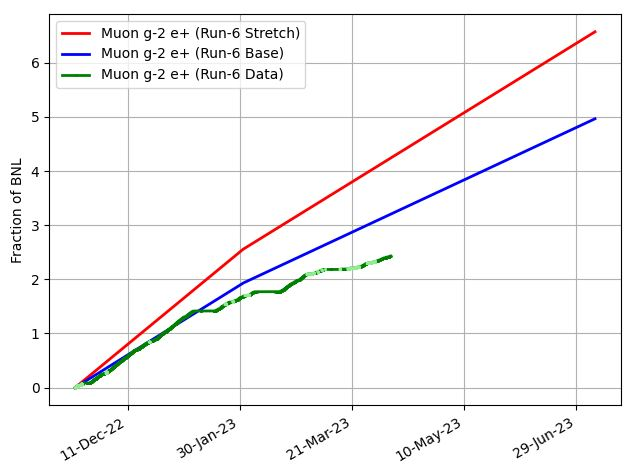 Muon g-2 e+ (Run-6 Stretch)
Muon g-2 e+ (Run-6 Base)
Muon g-2 e+ (Run-6 Data)
Fraction of BNL
6
5
4
3
2
1
0
11-Dec-22
30-Jan-23
21-Mar-23
10-May-23
29-Jun-23